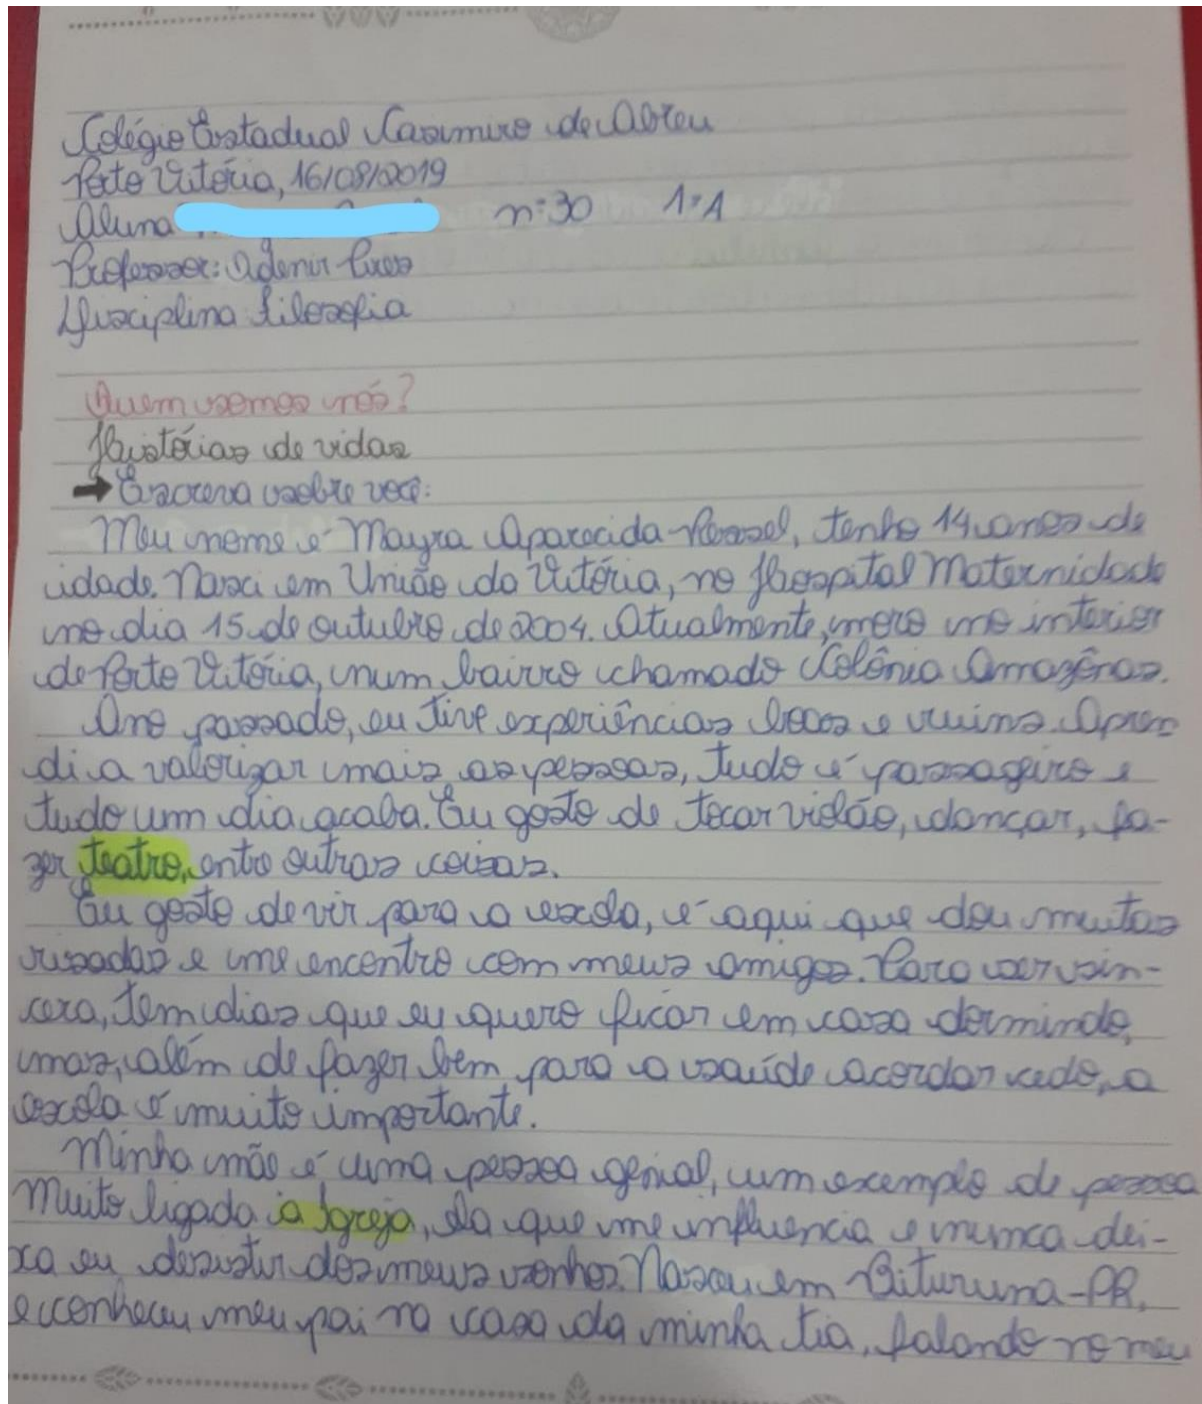 Colégio Estadual Casimiro de Abreu
Porto Vitória, 16/08/2019
Aluna n:30 1ª A
Professor: Adenir Pires
Disciplina Filosofia
Quem somos nós?
Histórias de vidas
→ Escreva sobre você:
Meu nome é Mayra Aparecida, tenho 14 anos de
idade. Nasci em União da Vitória, no Hospital Maternidade
no dia 15 de outubro de 2004. Atualmente, moro no interior
de Porto Vitória, num bairro chamado Colônia Amazônas.
Ano passado, eu tive experiências boas e ruins. Apren-
di a valorizar mais as pessoas, tudo é passageiro e
tudo um dia acaba. Eu gosto de tocar violão, dançar, fa-
zer teatro, entre outras coisas.
Eu gosto de vir para a escola, é aqui que dou muitas
risadas e me encontro com meus amigos. Para ser sin-
cera, tem dias que eu quero ficar em casa dormindo,
mas, além de fazer bem para a saúde acordar cedo, a
escola é muito importante.
Minha mãe é uma pessoa genial, um exemplo de pessoa
muito ligada a Igreja, ela que me influencia e nunca dei-
xa eu desistir dos meus sonhos. Nasceu em Bituruna-PR,
e conheceu meu pai na casa da minha tia, falando no meu